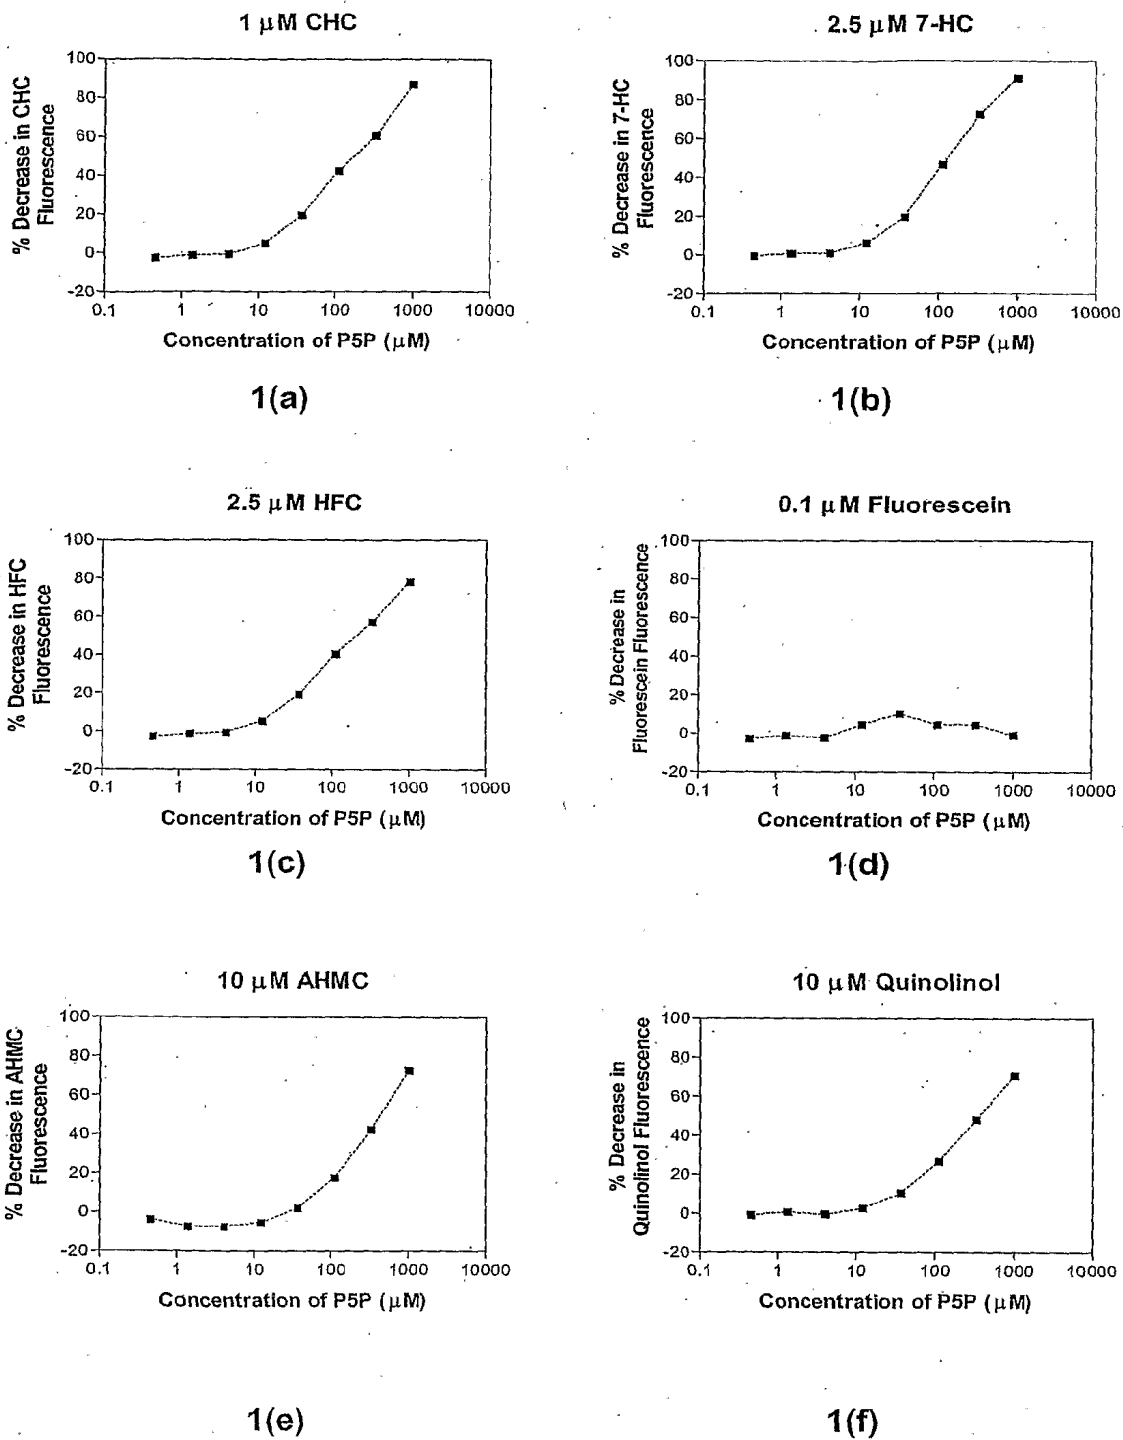 1 μM CHC
% Decrease in CHC
Fluorescence
100
80
60
40
20
0
-20
0.1 1 10 100 1000 10000
Concentration of P5P (μM)
1(a)
2.5 μM 7-HC
% Decrease in 7-HC
Fluorescence
100
80
60
40
20
0
-20
0.1 1 10 100 1000 10000
Concentration of P5P (μM)
1(b)
2.5 μM HFC
% Decrease in HFC
Fluorescence
100
80
60
40
20
0
-20
0.1 1 10 100 1000 10000
Concentration of P5P (μM)
1(c)
0.1 μM Fluorescein
% Decrease in
Fluorescein Fluorescence
100
80
60
40
20
0
-20
0.1 1 10 100 1000 10000
Concentration of P5P (μM)
1(d)
10 μM AHMC
% Decrease in AHMC
Fluorescence
100
80
60
40
20
0
-20
0.1 1 10 100 1000 10000
Concentration of P5P (μM)
1(e)
10 μM Quinolinol
% Decrease in
Quinolinol Fluorescence
100
80
60
40
20
0
-20
0.1 1 10 100 1000 10000
Concentration of P5P (μM)
1(f)